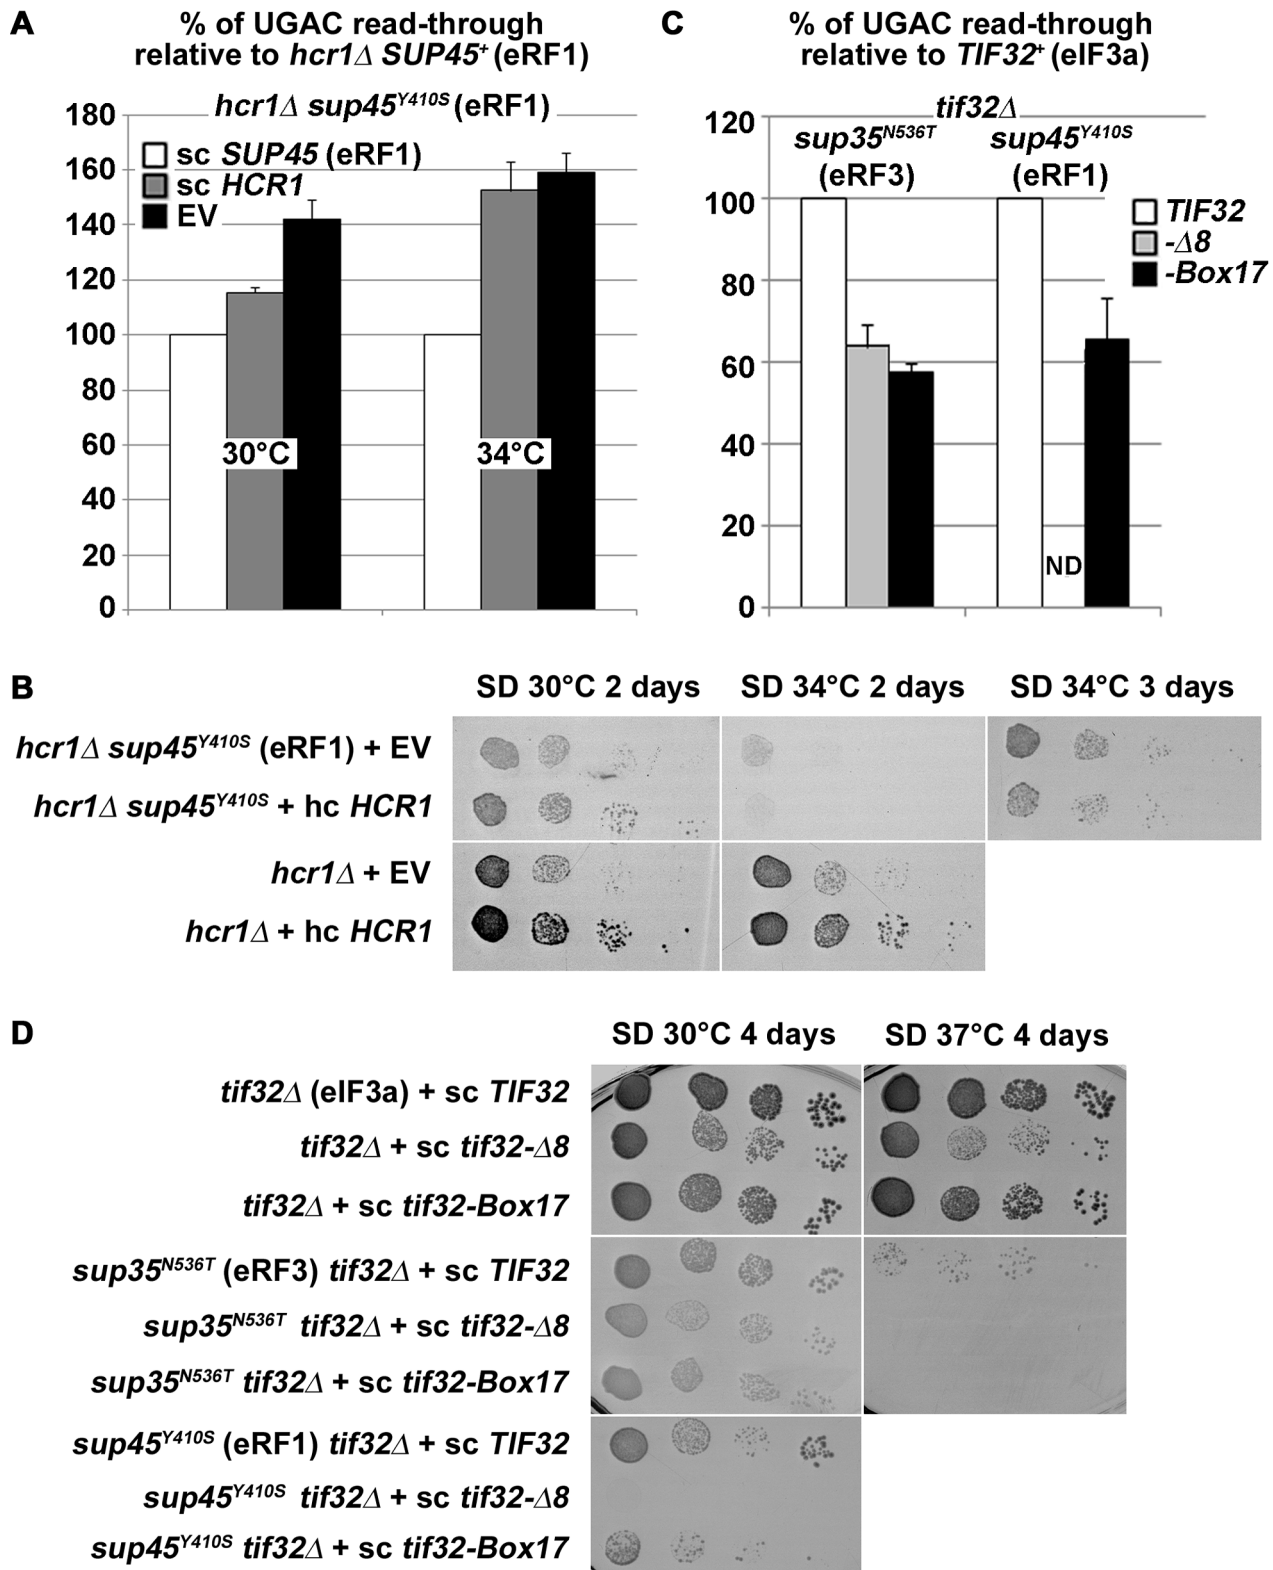 A
% of UGAC read-through
relative to hcr1Δ SUP45+ (eRF1)
hcr1Δ sup45Y410S (eRF1)
180
160
140
120
100
80
60
40
20
0
sc SUP45 (eRF1)
sc HCR1
EV
30°C
34°C
C
% of UGAC read-through
relative to TIF32+ (eIF3a)
tif32Δ
sup35N536T
(eRF3)
sup45Y410S
(eRF1)
120
100
80
60
40
20
0
TIF32
-Δ8
-Box17
ND
B
SD 30°C 2 days
SD 34°C 2 days
SD 34°C 3 days
hcr1Δ sup45Y410S (eRF1) + EV
hcr1Δ sup45Y410S + hc HCR1
hcr1Δ + EV
hcr1Δ + hc HCR1
D
SD 30°C 4 days
SD 37°C 4 days
tif32Δ (eIF3a) + sc TIF32
tif32Δ + sc tif32-Δ8
tif32Δ + sc tif32-Box17
sup35N536T (eRF3) tif32Δ + sc TIF32
sup35N536T tif32Δ + sc tif32-Δ8
sup35N536T tif32Δ + sc tif32-Box17
sup45Y410S (eRF1) tif32Δ + sc TIF32
sup45Y410S tif32Δ + sc tif32-Δ8
sup45Y410S tif32Δ + sc tif32-Box17